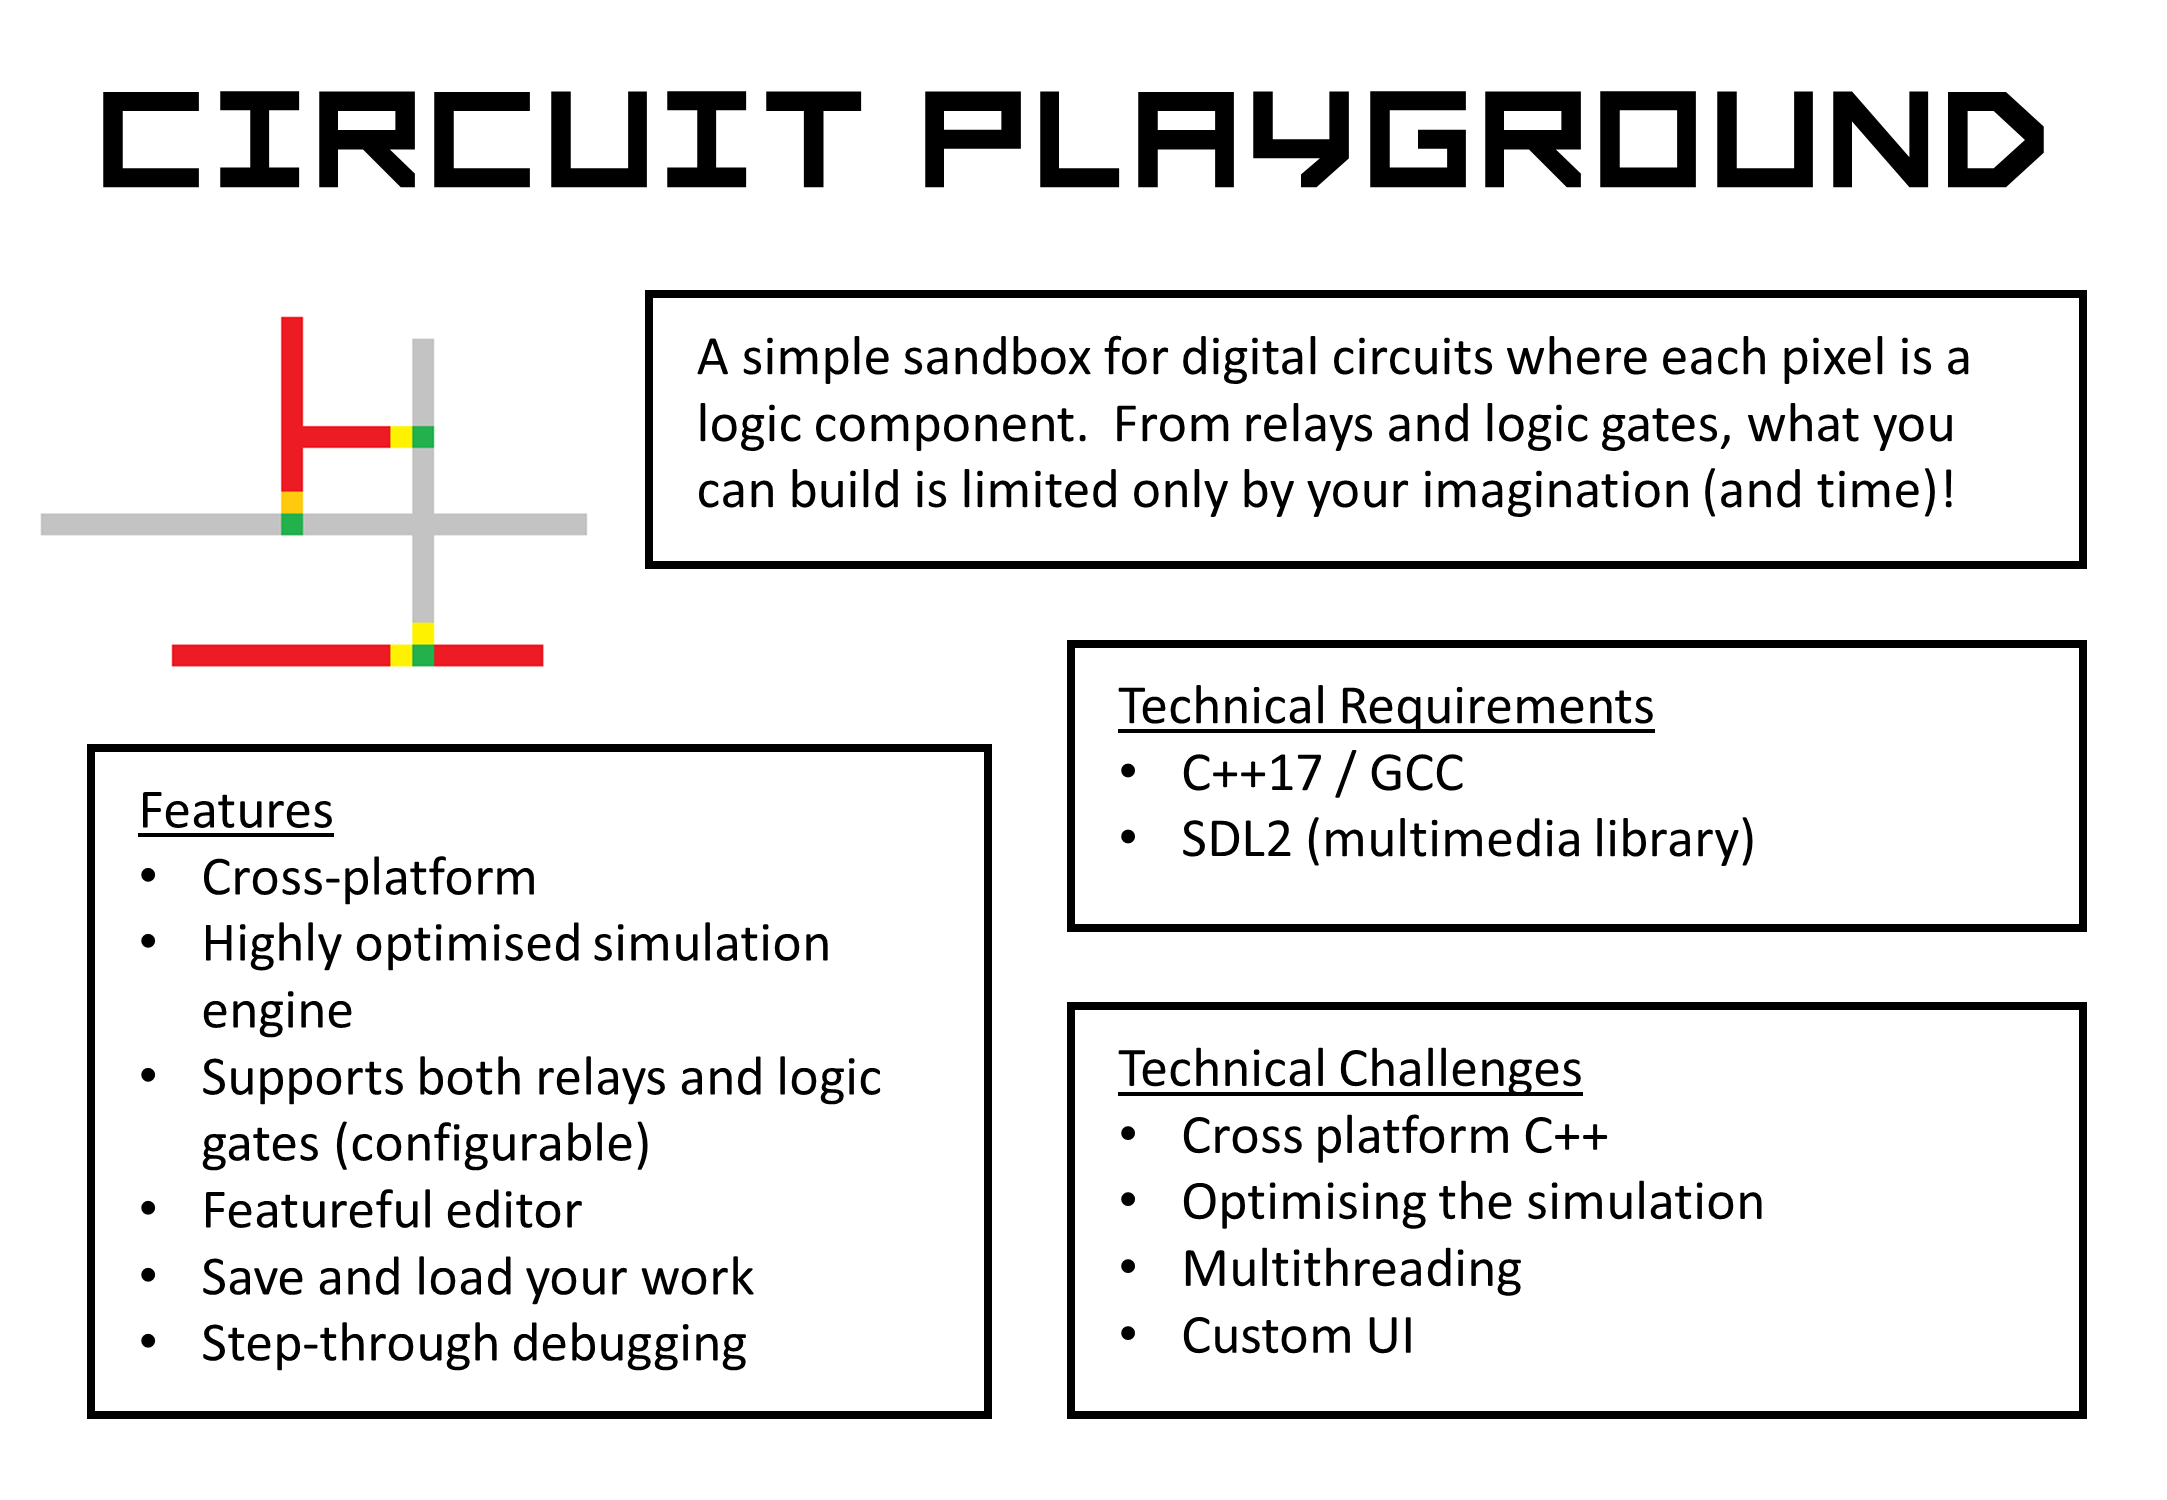 CIRCUIT PLAYGROUND
A simple sandbox for digital circuits where each pixel is a
logic component.  From relays and logic gates, what you
can build is limited only by your imagination (and time)!
Technical Requirements
• C++17 / GCC
• SDL2 (multimedia library)
Features
• Cross-platform
• Highly optimised simulation
engine
• Supports both relays and logic
gates (configurable)
• Featureful editor
• Save and load your work
• Step-through debugging
Technical Challenges
• Cross platform C++
• Optimising the simulation
• Multithreading
• Custom UI